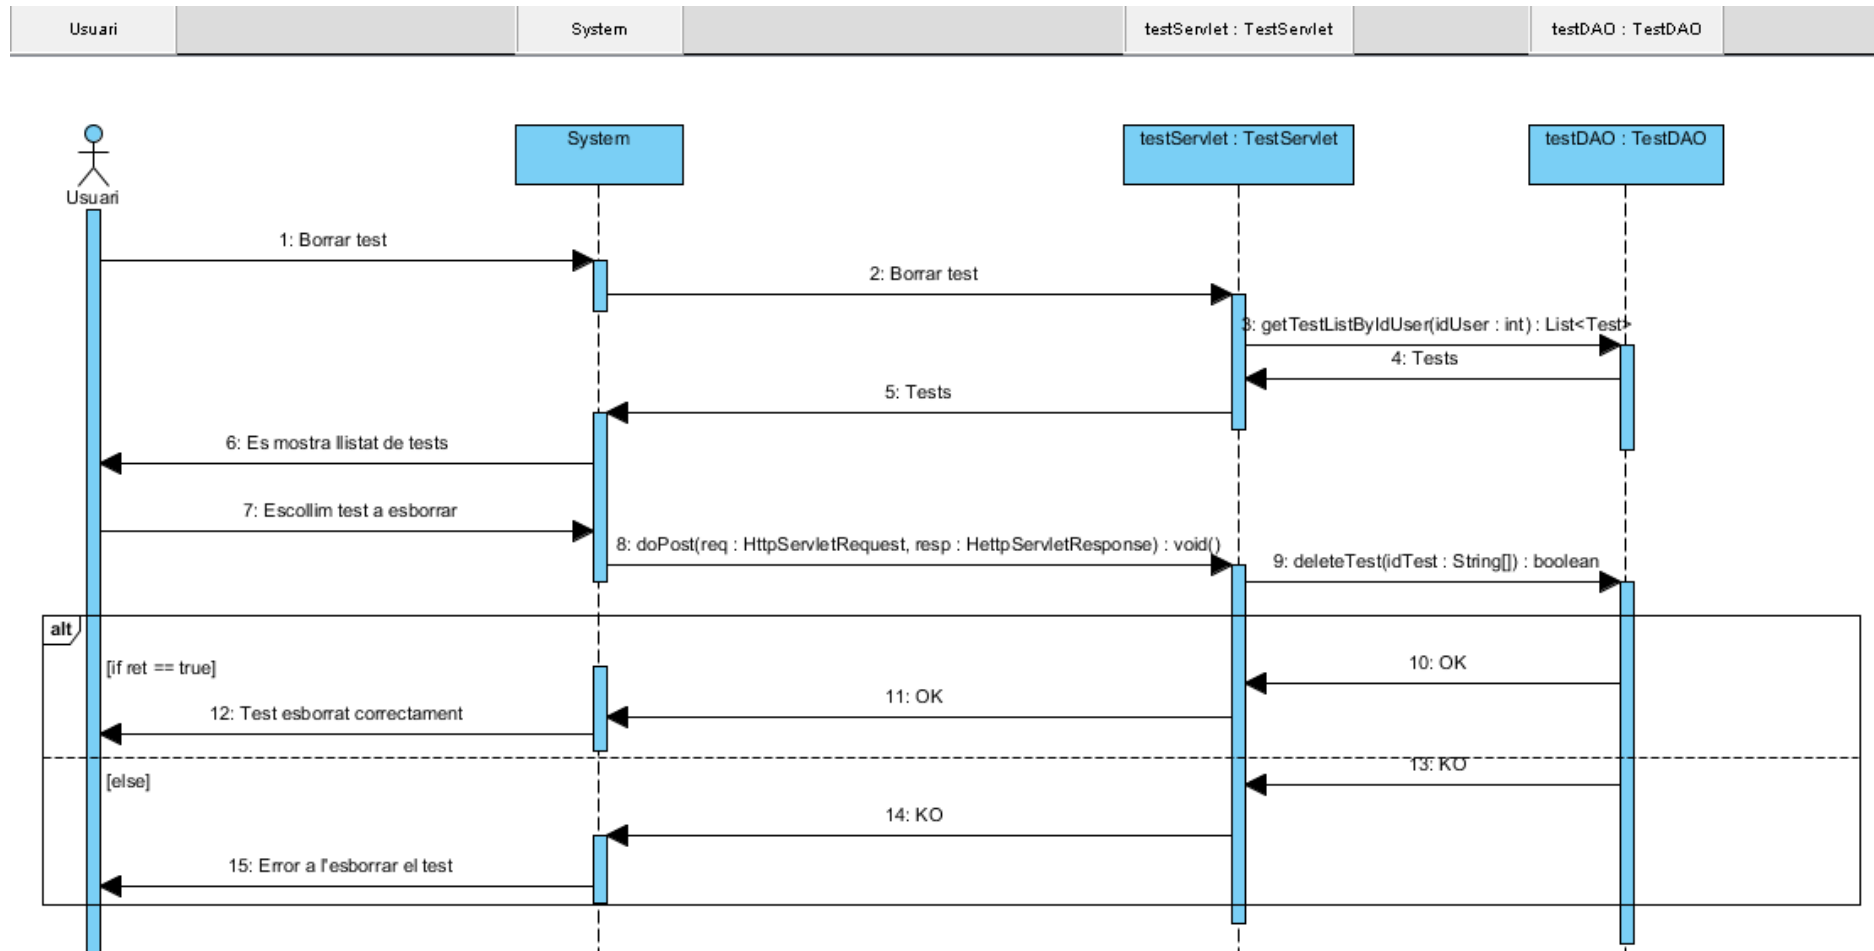 Usuari
System
testServlet : TestServlet
testDAO : TestDAO
System
testServlet : TestServlet
testDAO : TestDAO
Usuari
1: Borrar test
2: Borrar test
3: getTestListByIdUser(idUser : int) : List<Test>
4: Tests
5: Tests
6: Es mostra llistat de tests
7: Escollim test a esborrar
8: doPost(req : HttpServletRequest, resp : HettpServletResponse) : void()
9: deleteTest(idTest : String[]) : boolean
alt
[if ret == true]
10: OK
11: OK
12: Test esborrat correctament
[else]
13: KO
14: KO
15: Error a l'esborrar el test